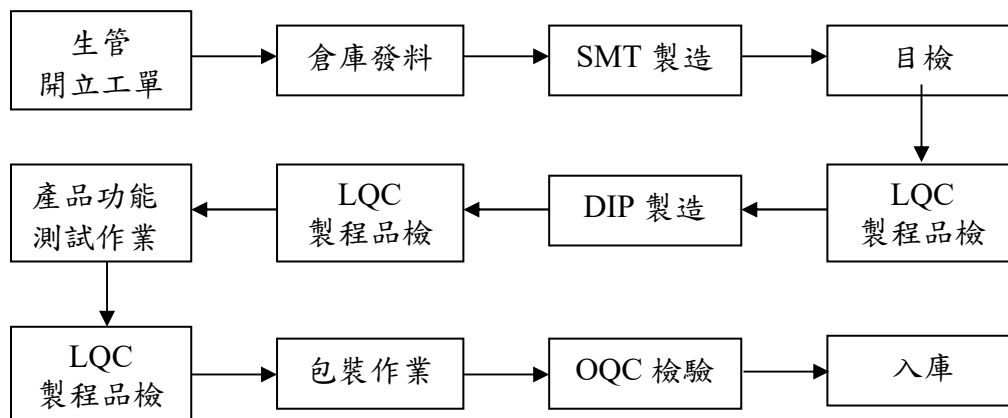 生管
開立工單
倉庫發料
SMT 製造
目檢
LQC
製程品檢
DIP 製造
LQC
製程品檢
產品功能
測試作業
LQC
製程品檢
包裝作業
OQC 檢驗
入庫